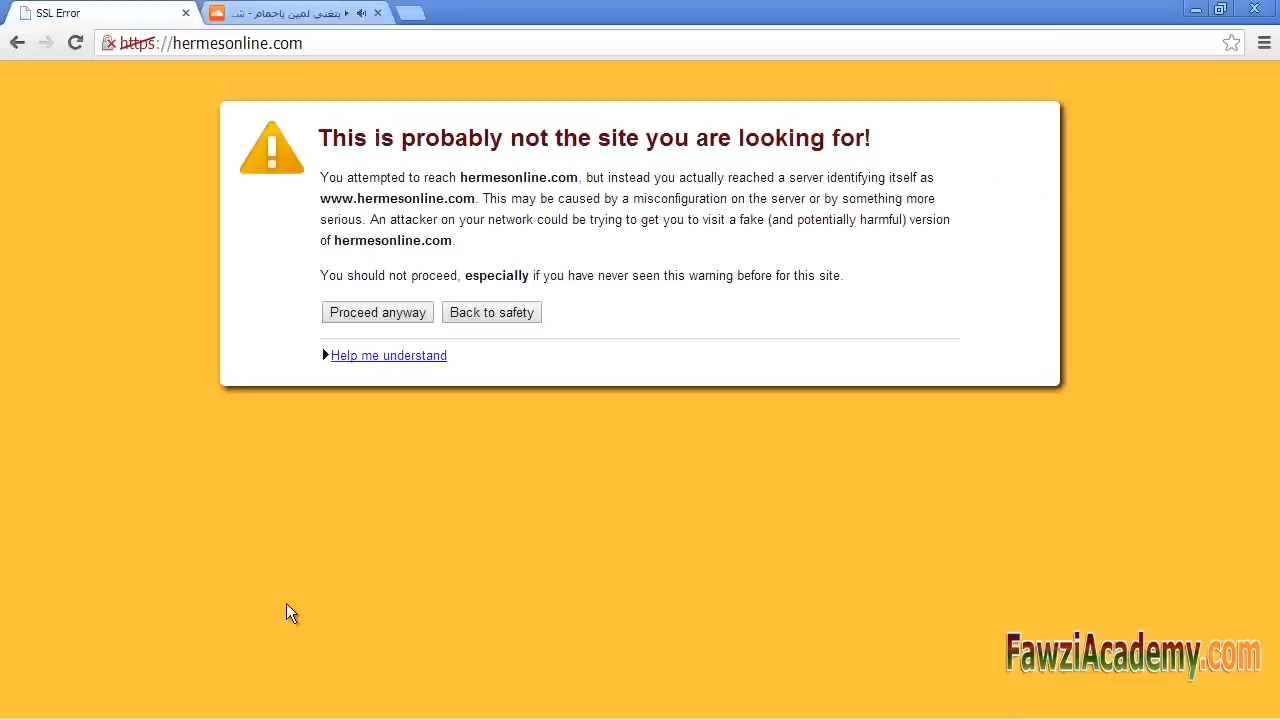 SSL Error
بتغني لمين ياحمام - شـ
https://hermesonline.com
This is probably not the site you are looking for!
You attempted to reach hermesonline.com, but instead you actually reached a server identifying itself as
www.hermesonline.com. This may be caused by a misconfiguration on the server or by something more
serious. An attacker on your network could be trying to get you to visit a fake (and potentially harmful) version
of hermesonline.com.
You should not proceed, especially if you have never seen this warning before for this site.
Proceed anyway Back to safety
Help me understand
FawziAcademy.com